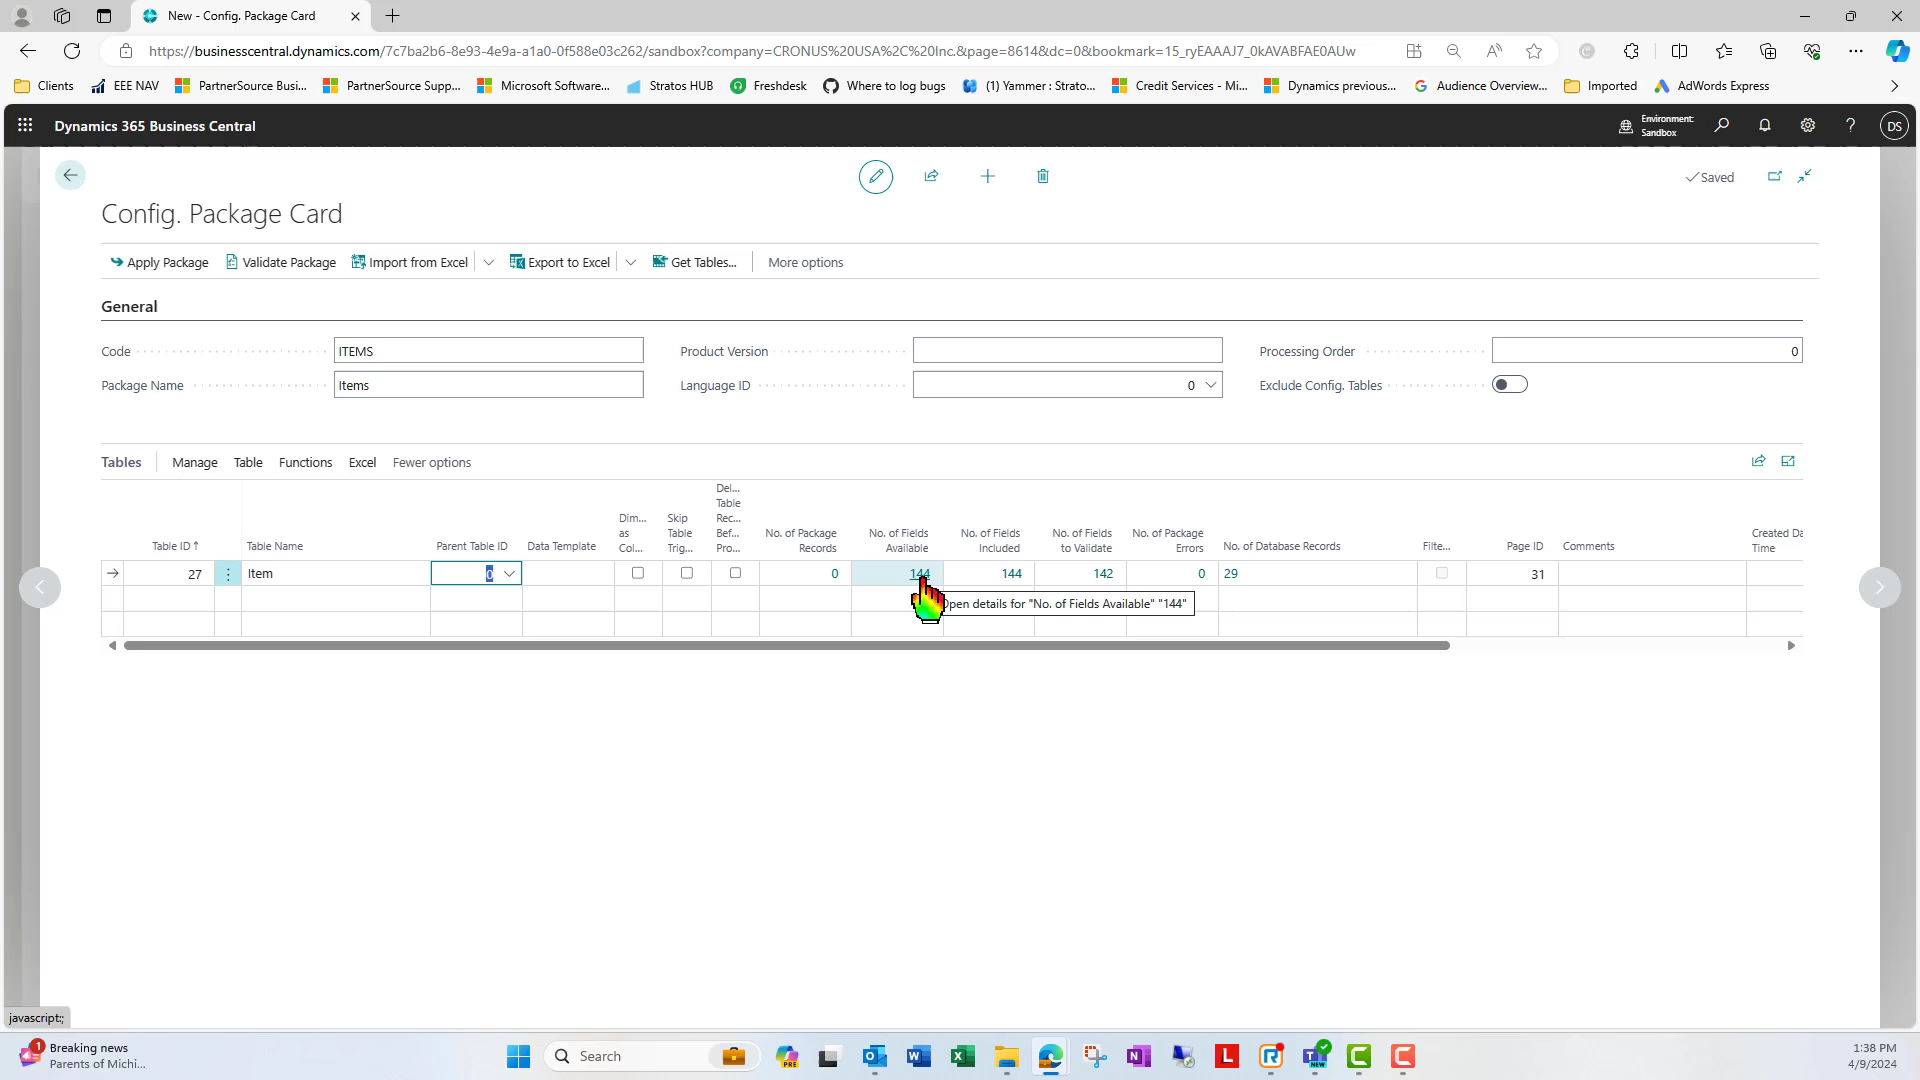 New - Config. Package Card
https://businesscentral.dynamics.com/7c7ba2b6-8e93-4e9a-a1a0-0f588e03c262/sandbox?company=CRONUS%20USA%2C%20Inc.&page=8614&dc=0&bookmark=15_ryEAAAJ7_0kAVABFAE0AUw
Clients
EEE NAV
PartnerSource Busi...
PartnerSource Supp...
Microsoft Software...
Stratos HUB
Freshdesk
Where to log bugs
(1) Yammer : Strato...
Credit Services - Mi...
Dynamics previous...
Audience Overview...
Imported
AdWords Express
Dynamics 365 Business Central
Environment:
Sandbox
?
DS
Saved
Config. Package Card
Apply Package
Validate Package
Import from Excel
Export to Excel
Get Tables...
More options
General
Code
ITEMS
Product Version
Processing Order
0
Package Name
Items
Language ID
0
Exclude Config. Tables
Tables
Manage
Table
Functions
Excel
Fewer options
Table ID↑
Table Name
Parent Table ID
Data Template
Dim...
as
Col...
Skip
Table
Trig...
Del...
Table
Rec...
Bef...
Pro...
No. of Package
Records
No. of Fields
Available
No. of Fields
Included
No. of Fields
to Validate
No. of Package
Errors
No. of Database Records
Filte...
Page ID
Comments
Created Da
Time
27
Item
0
0
144
144
142
0
29
31
Open details for "No. of Fields Available" "144"
javascript:;
1
Breaking news
Parents of Michi...
Search
PRE
NEW
1:38 PM
4/9/2024